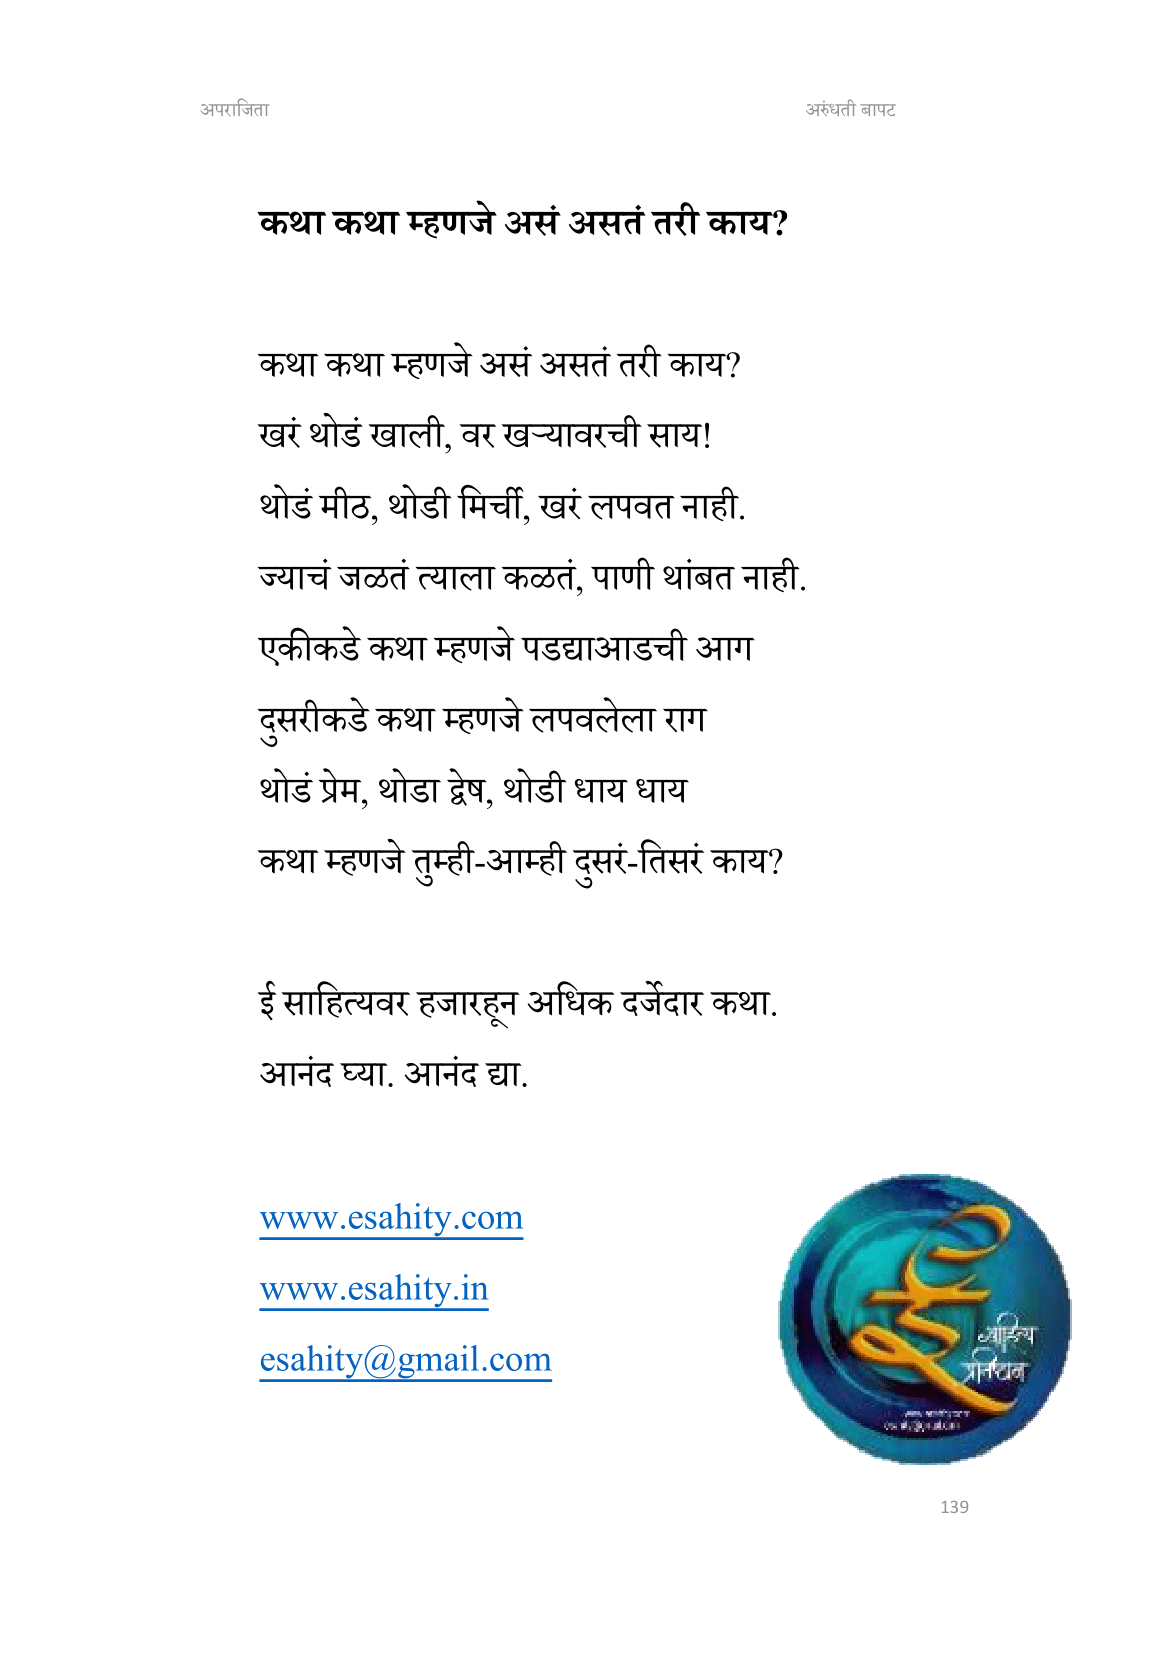 अपराजिता अरुंधती बापट
कथा कथा म्हणजे असं असतं तरी काय?
कथा कथा म्हणजे असं असतं तरी काय?
खरं थोडं खाली, वर खऱ्यावरची साय!
थोडं मीठ, थोडी मिर्ची, खरं लपवत नाही.
ज्याचं जळतं त्याला कळतं, पाणी थांबत नाही.
एकीकडे कथा म्हणजे पडद्याआडची आग
दुसरीकडे कथा म्हणजे लपवलेला राग
थोडं प्रेम, थोडा द्वेष, थोडी धाय धाय
कथा म्हणजे तुम्ही-आम्ही दुसरं-तिसरं काय?
ई साहित्यवर हजारहून अधिक दर्जेदार कथा.
आनंद घ्या. आनंद द्या.
www.esahity.com
www.esahity.in
esahity@gmail.com
ई
साहित्य
प्रतिष्ठान
139